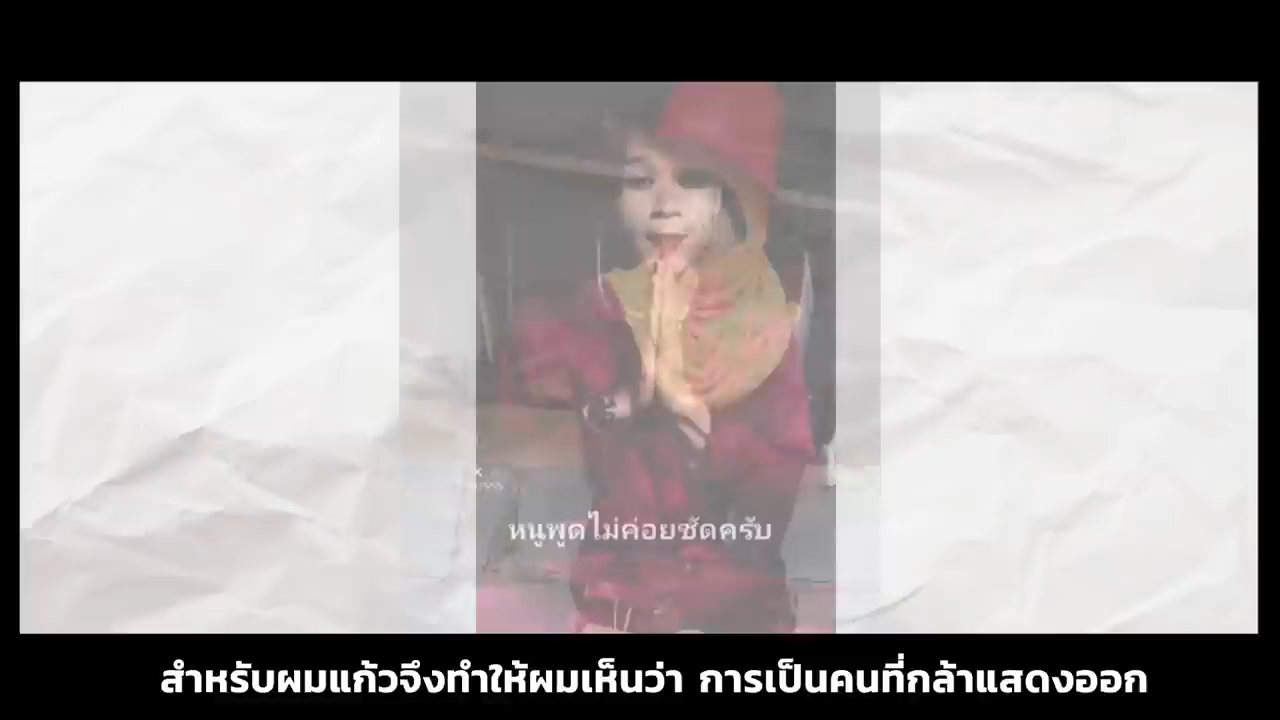 หนูพูดไม่ค่อยชัดครับ
สำหรับผมแก้วจึงทำให้ผมเห็นว่า การเป็นคนที่กล้าแสดงออก